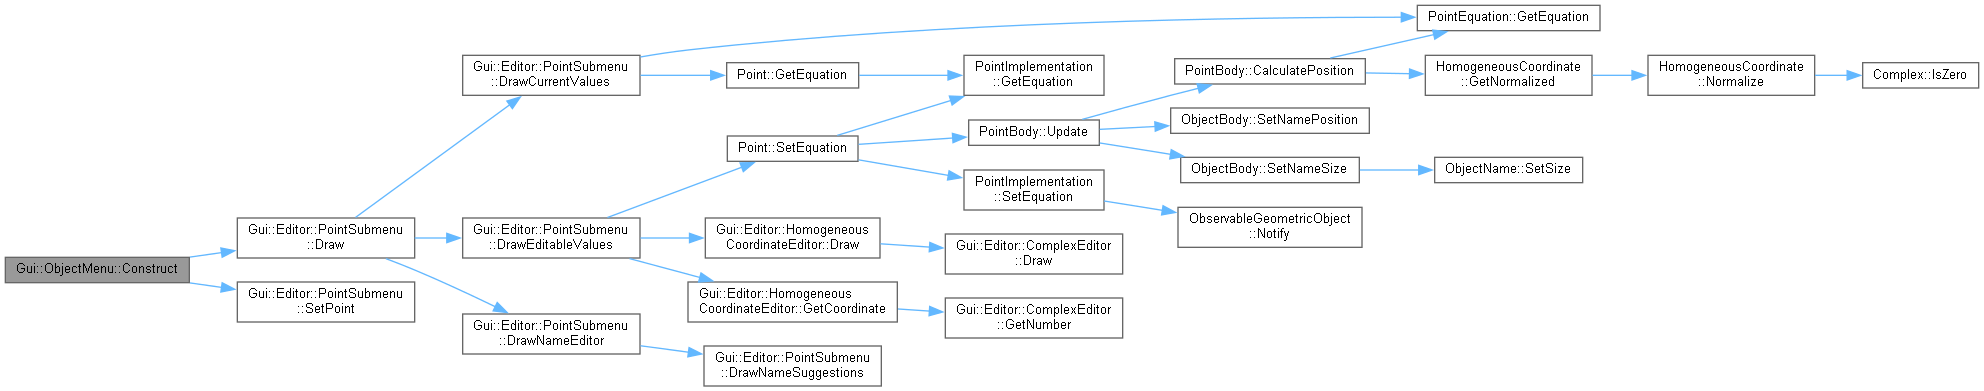 Gui::ObjectMenu::Construct
Gui::Editor::PointSubmenu
::Draw
Gui::Editor::PointSubmenu
::SetPoint
Gui::Editor::PointSubmenu
::DrawCurrentValues
Gui::Editor::PointSubmenu
::DrawEditableValues
Gui::Editor::PointSubmenu
::DrawNameEditor
Point::GetEquation
Point::SetEquation
Gui::Editor::Homogeneous
CoordinateEditor::Draw
Gui::Editor::Homogeneous
CoordinateEditor::GetCoordinate
Gui::Editor::PointSubmenu
::DrawNameSuggestions
PointImplementation
::GetEquation
PointBody::Update
PointImplementation
::SetEquation
Gui::Editor::ComplexEditor
::Draw
Gui::Editor::ComplexEditor
::GetNumber
PointBody::CalculatePosition
ObjectBody::SetNamePosition
ObjectBody::SetNameSize
ObservableGeometricObject
::Notify
PointEquation::GetEquation
HomogeneousCoordinate
::GetNormalized
ObjectName::SetSize
HomogeneousCoordinate
::Normalize
Complex::IsZero